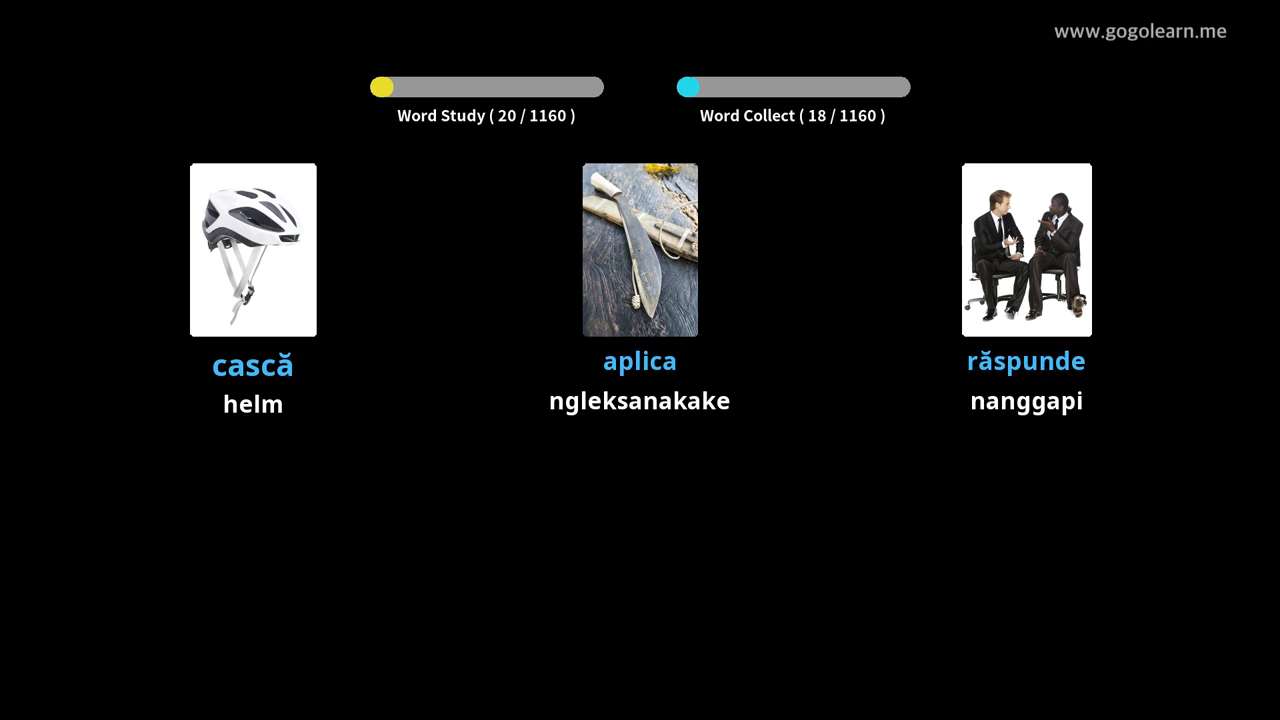 www.gogolearn.me
Word Study ( 20 / 1160 )
Word Collect ( 18 / 1160 )
cască
helm
aplica
ngleksanakake
răspunde
nanggapi